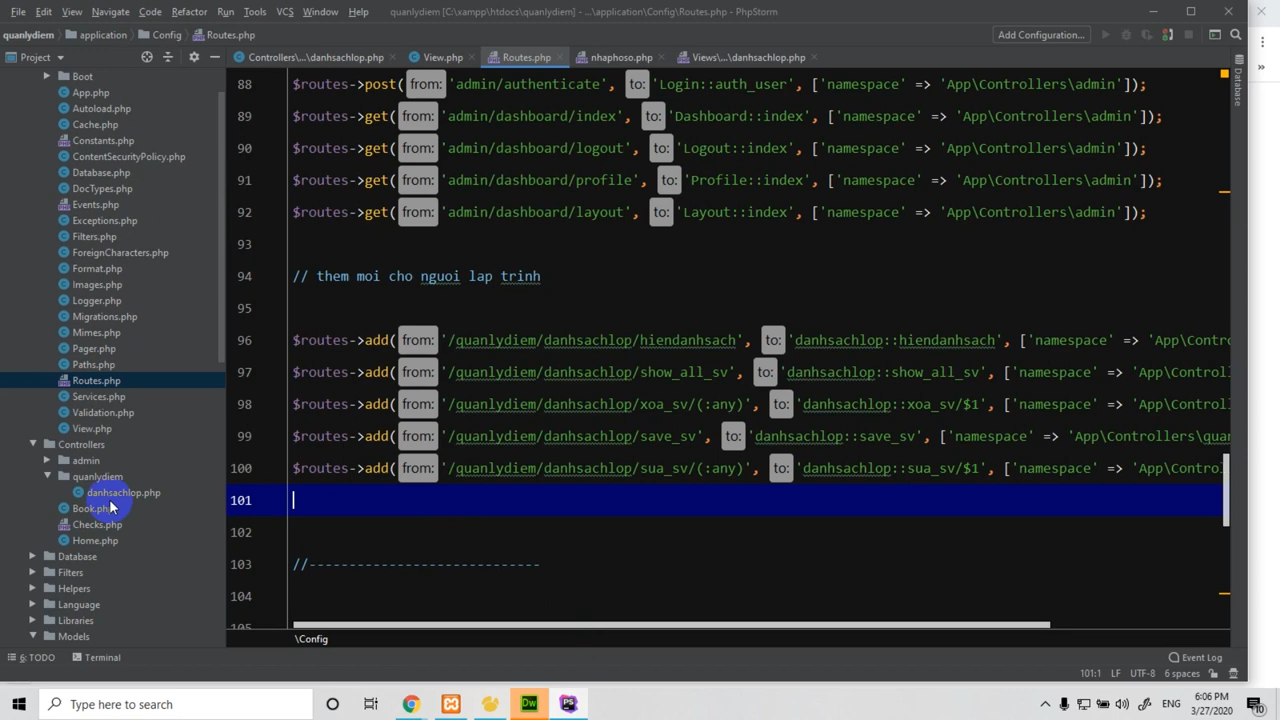 File Edit View Navigate Code Refactor Run Tools VCS Window Help quanlydiem [C:\xampp\htdocs\quanlydiem] - ...\application\Config\Routes.php - PhpStorm
quanlydiem application Config Routes.php Add Configuration...
Project Controllers\...\danhsachlop.php View.php Routes.php nhaphoso.php Views\...\danhsachlop.php
Boot
App.php
Autoload.php
Cache.php
Constants.php
ContentSecurityPolicy.php
Database.php
DocTypes.php
Events.php
Exceptions.php
Filters.php
ForeignCharacters.php
Format.php
Images.php
Logger.php
Migrations.php
Mimes.php
Pager.php
Paths.php
Routes.php
Services.php
Validation.php
View.php
Controllers
admin
quanlydiem
danhsachlop.php
Book.php
Checks.php
Home.php
Database
Filters
Helpers
Language
Libraries
Models
88 $routes->post( from: 'admin/authenticate', to: 'Login::auth_user', ['namespace' => 'App\Controllers\admin']);
89 $routes->get( from: 'admin/dashboard/index', to: 'Dashboard::index', ['namespace' => 'App\Controllers\admin']);
90 $routes->get( from: 'admin/dashboard/logout', to: 'Logout::index', ['namespace' => 'App\Controllers\admin']);
91 $routes->get( from: 'admin/dashboard/profile', to: 'Profile::index', ['namespace' => 'App\Controllers\admin']);
92 $routes->get( from: 'admin/dashboard/layout', to: 'Layout::index', ['namespace' => 'App\Controllers\admin']);
93
94 // them moi cho nguoi lap trinh
95
96 $routes->add( from: '/quanlydiem/danhsachlop/hiendanhsach', to: 'danhsachlop::hiendanhsach', ['namespace' => 'App\Contro
97 $routes->add( from: '/quanlydiem/danhsachlop/show_all_sv', to: 'danhsachlop::show_all_sv', ['namespace' => 'App\Controll
98 $routes->add( from: '/quanlydiem/danhsachlop/xoa_sv/(:any)', to: 'danhsachlop::xoa_sv/$1', ['namespace' => 'App\Controll
99 $routes->add( from: '/quanlydiem/danhsachlop/save_sv', to: 'danhsachlop::save_sv', ['namespace' => 'App\Controllers\qua
100 $routes->add( from: '/quanlydiem/danhsachlop/sua_sv/(:any)', to: 'danhsachlop::sua_sv/$1', ['namespace' => 'App\Controll
101
102
103 //-----------------------------
104
105
\Config
Database
6: TODO Terminal Event Log
101:1 LF UTF-8 6 spaces
Type here to search Dw PS ENG 6:06 PM
3/27/2020 10